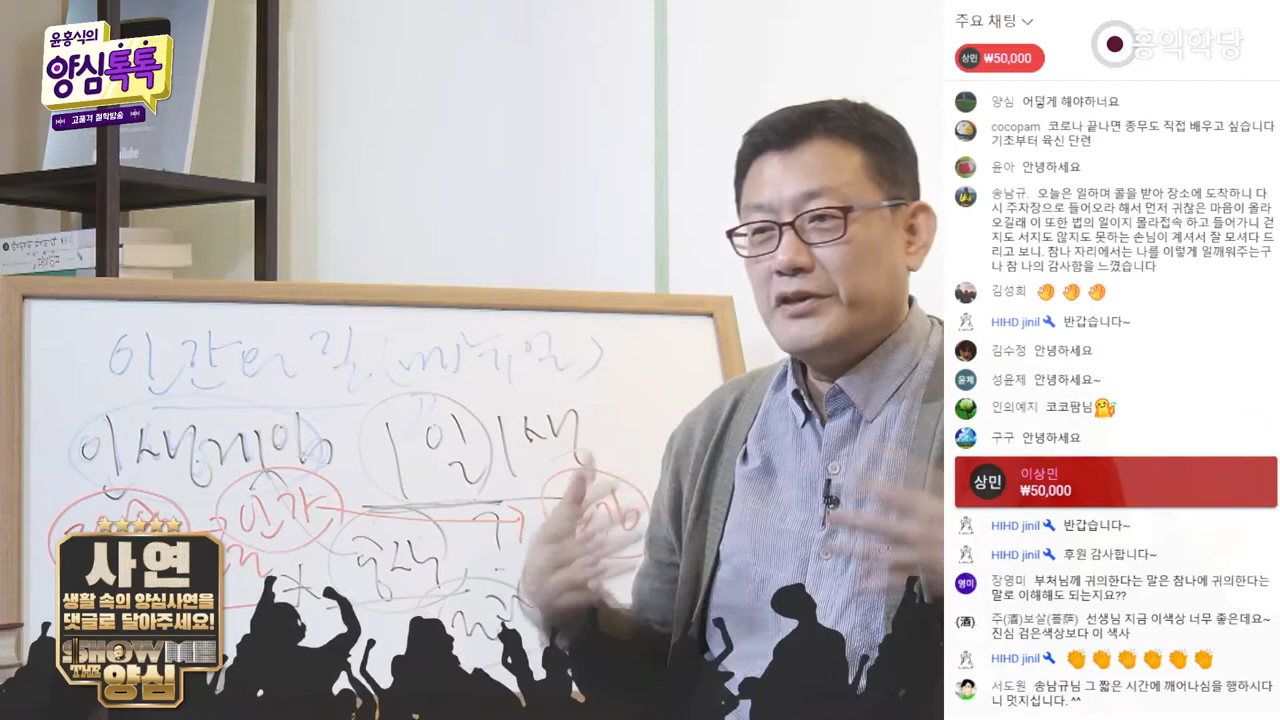 윤홍식의
양심톡톡
고품격 철학방송
인간의 길(메뉴얼)
인생게임
인간
사연
생활 속의 양심사연을
댓글로 달아주세요!
SHOW ME
THE
양심
주요 채팅
홍익학당
상민 ₩50,000
양심 어덯게 해야하너요
cocopam 코로나 끝나면 종무도 직접 배우고 싶습니다
기초부터 육신 단련
윤아 안녕하세요
송남규. 오늘은 일하며 콜을 받아 장소에 도착하니 다
시 주자장으로 들어오라 해서 먼저 귀찮은 마음이 올라
오길래 이 또한 법의 일이지 몰라접속 하고 들어가니 걷
지도 서지도 않지도 못하는 손님이 계셔서 잘 모셔다 드
리고 보니. 참나 자리에서는 나를 이렇게 일깨워주는구
나 참 나의 감사함을 느꼈습니다
김성희
HIHD jinil 반갑습니다~
김수정 안녕하세요
윤제 성윤제 안녕하세요~
인의예지 코코팜님
구구 안녕하세요
상민 이상민
₩50,000
HIHD jinil 반갑습니다~
HIHD jinil 후원 감사합니다~
영미 장영미 부처님께 귀의한다는 말은 참나에 귀의한다는
말로 이해해도 되는지요??
{酒} 주(酒)보살(菩萨) 선생님 지금 이색상 너무 좋은데요~
진심 검은색상보다 이 색사
HIHD jinil
서도원 송남규님 그 짧은 시간에 깨어나심을 행하시다
니 멋지십니다. ^^